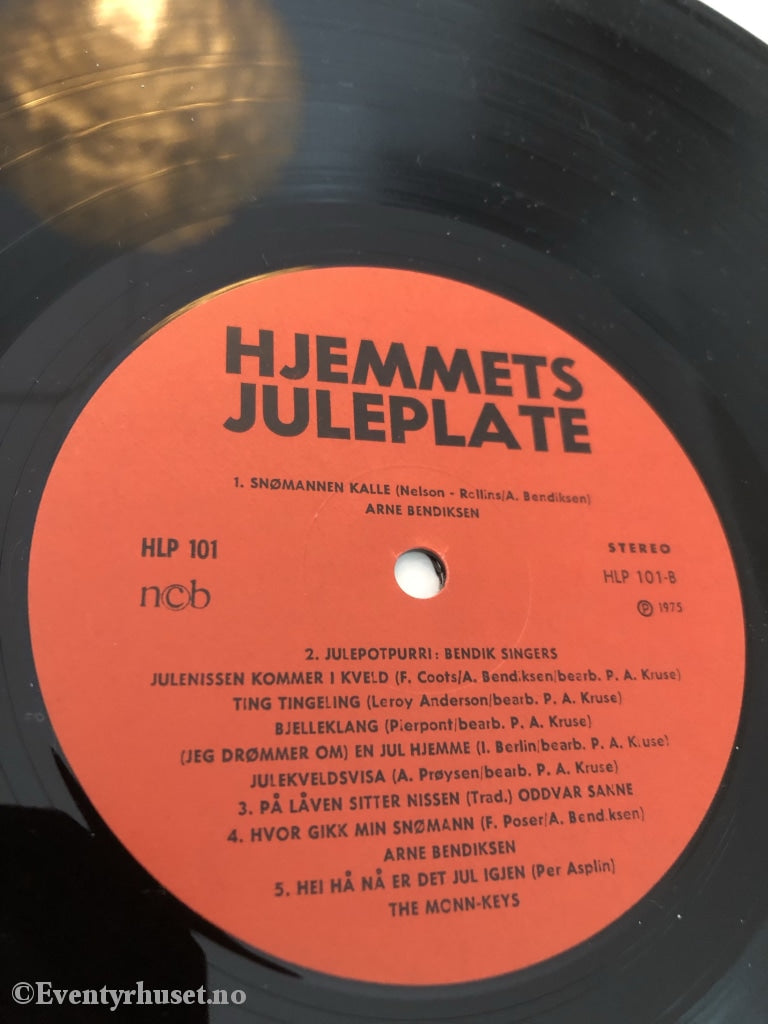 HJEMMETS
JULEPLATE
1. SNØMANNEN KALLE (Nelson - Rollins/A. Bendiksen)
ARNE BENDIKSEN
HLP 101
ncb
STEREO
HLP 101-B
Ⓟ 1975
2. JULEPOTPURRI: BENDIK SINGERS
JULENISSEN KOMMER I KVELD (F. Coots/A. Bendiksen/bearb. P. A. Kruse)
TING TINGELING (Leroy Anderson/bearb. P. A. Kruse)
BJELLEKLANG (Pierpont/bearb. P. A. Kruse)
(JEG DRØMMER OM) EN JUL HJEMME (I. Berlin/bearb. P. A. Kruse)
JULEKVELDSVISA (A. Prøysen/bearb. P. A. Kruse)
3. PÅ LÅVEN SITTER NISSEN (Trad.) ODDVAR SANNE
4. HVOR GIKK MIN SNØMANN (F. Poser/A. Bendiksen)
ARNE BENDIKSEN
5. HEI HÅ NÅ ER DET JUL IGJEN (Per Asplin)
THE MONN-KEYS
©Eventyrhuset.no